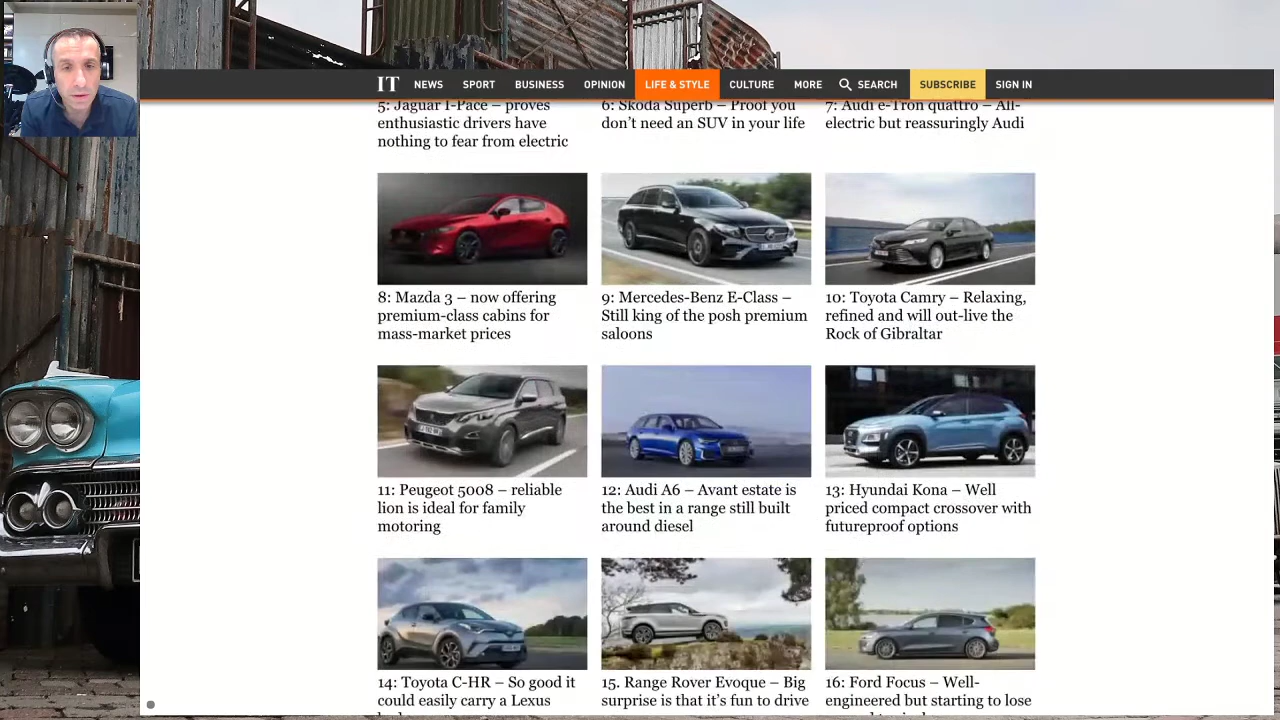 IT NEWS SPORT BUSINESS OPINION LIFE & STYLE CULTURE MORE SEARCH SUBSCRIBE SIGN IN
5: Jaguar I-Pace – proves
enthusiastic drivers have
nothing to fear from electric
6: Skoda Superb – Proof you
don't need an SUV in your life
7: Audi e-Tron quattro – All-
electric but reassuringly Audi
8: Mazda 3 – now offering
premium-class cabins for
mass-market prices
9: Mercedes-Benz E-Class –
Still king of the posh premium
saloons
10: Toyota Camry – Relaxing,
refined and will out-live the
Rock of Gibraltar
11: Peugeot 5008 – reliable
lion is ideal for family
motoring
12: Audi A6 – Avant estate is
the best in a range still built
around diesel
13: Hyundai Kona – Well
priced compact crossover with
futureproof options
14: Toyota C-HR – So good it
could easily carry a Lexus
15. Range Rover Evoque – Big
surprise is that it's fun to drive
16: Ford Focus – Well-
engineered but starting to lose